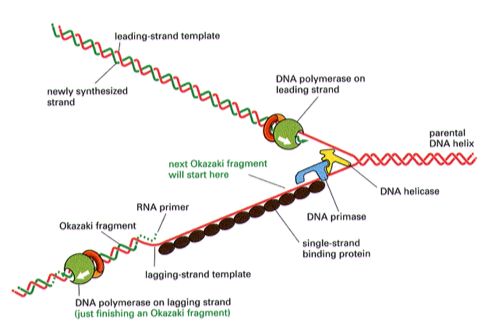 leading-strand template
newly synthesized
strand
DNA polymerase on
leading strand
parental
DNA helix
next Okazaki fragment
will start here
DNA helicase
RNA primer
DNA primase
Okazaki fragment
single-strand
binding protein
lagging-strand template
DNA polymerase on lagging strand
(just finishing an Okazaki fragment)